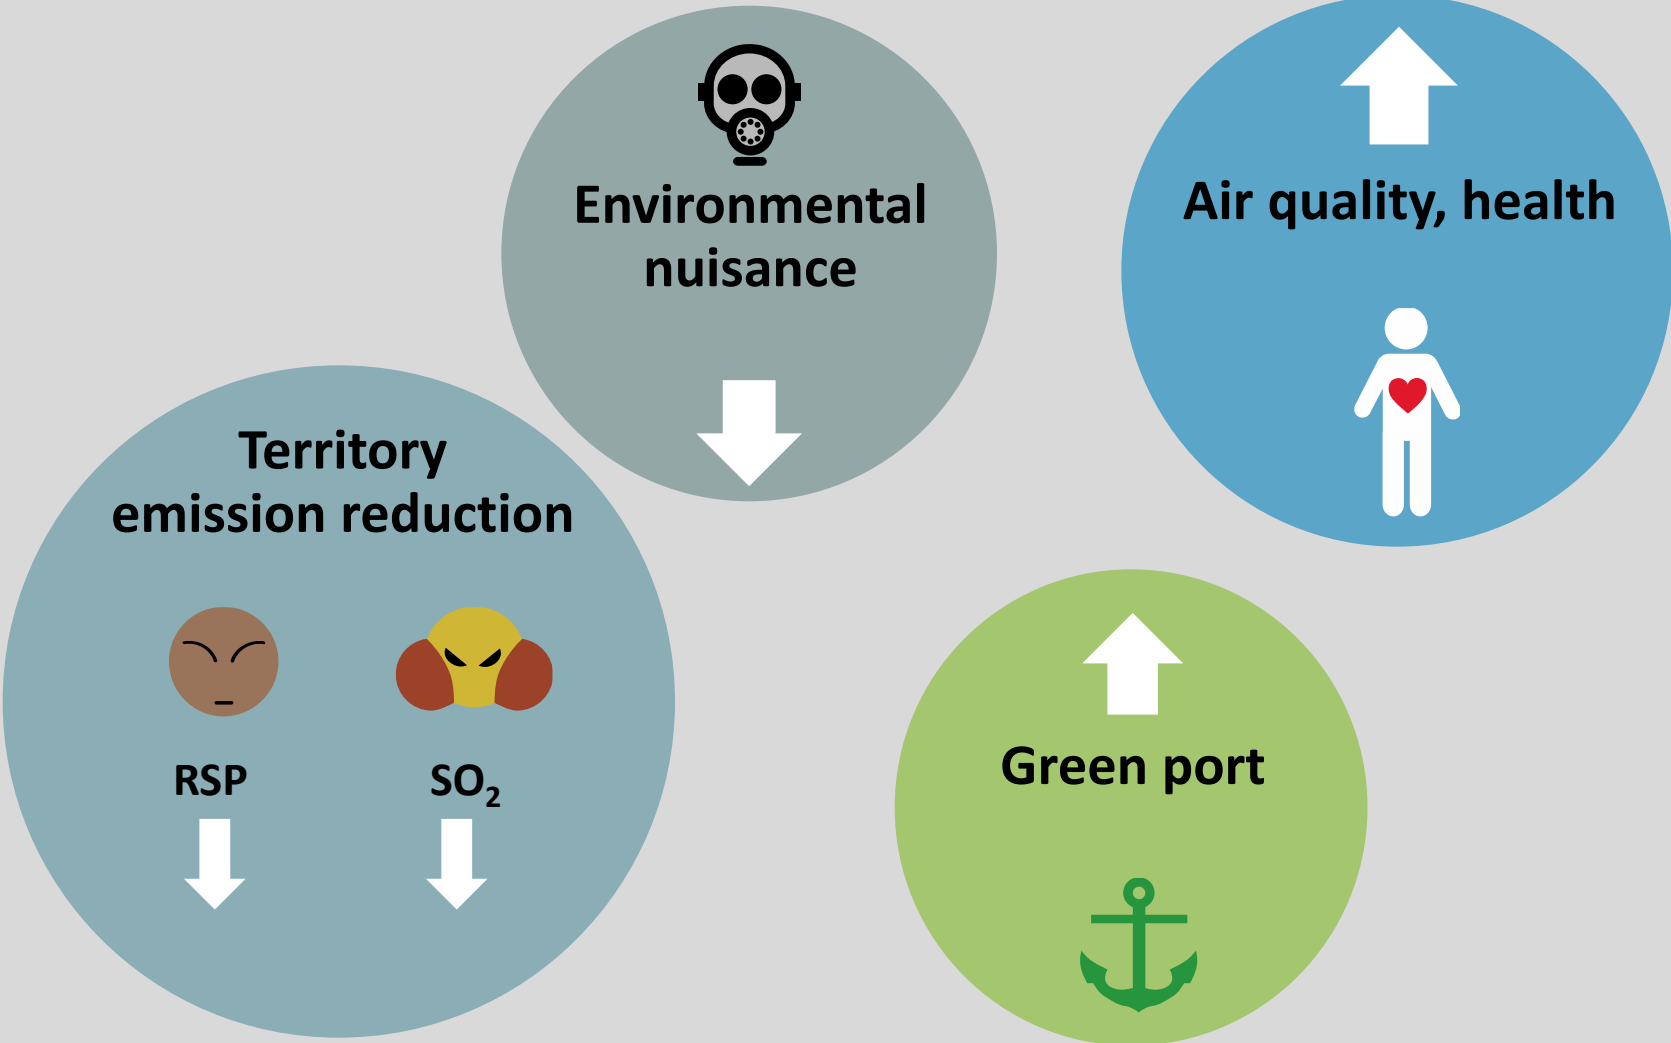 Environmental
nuisance
Air quality, health
Territory
emission reduction
RSP
SO₂
Green port